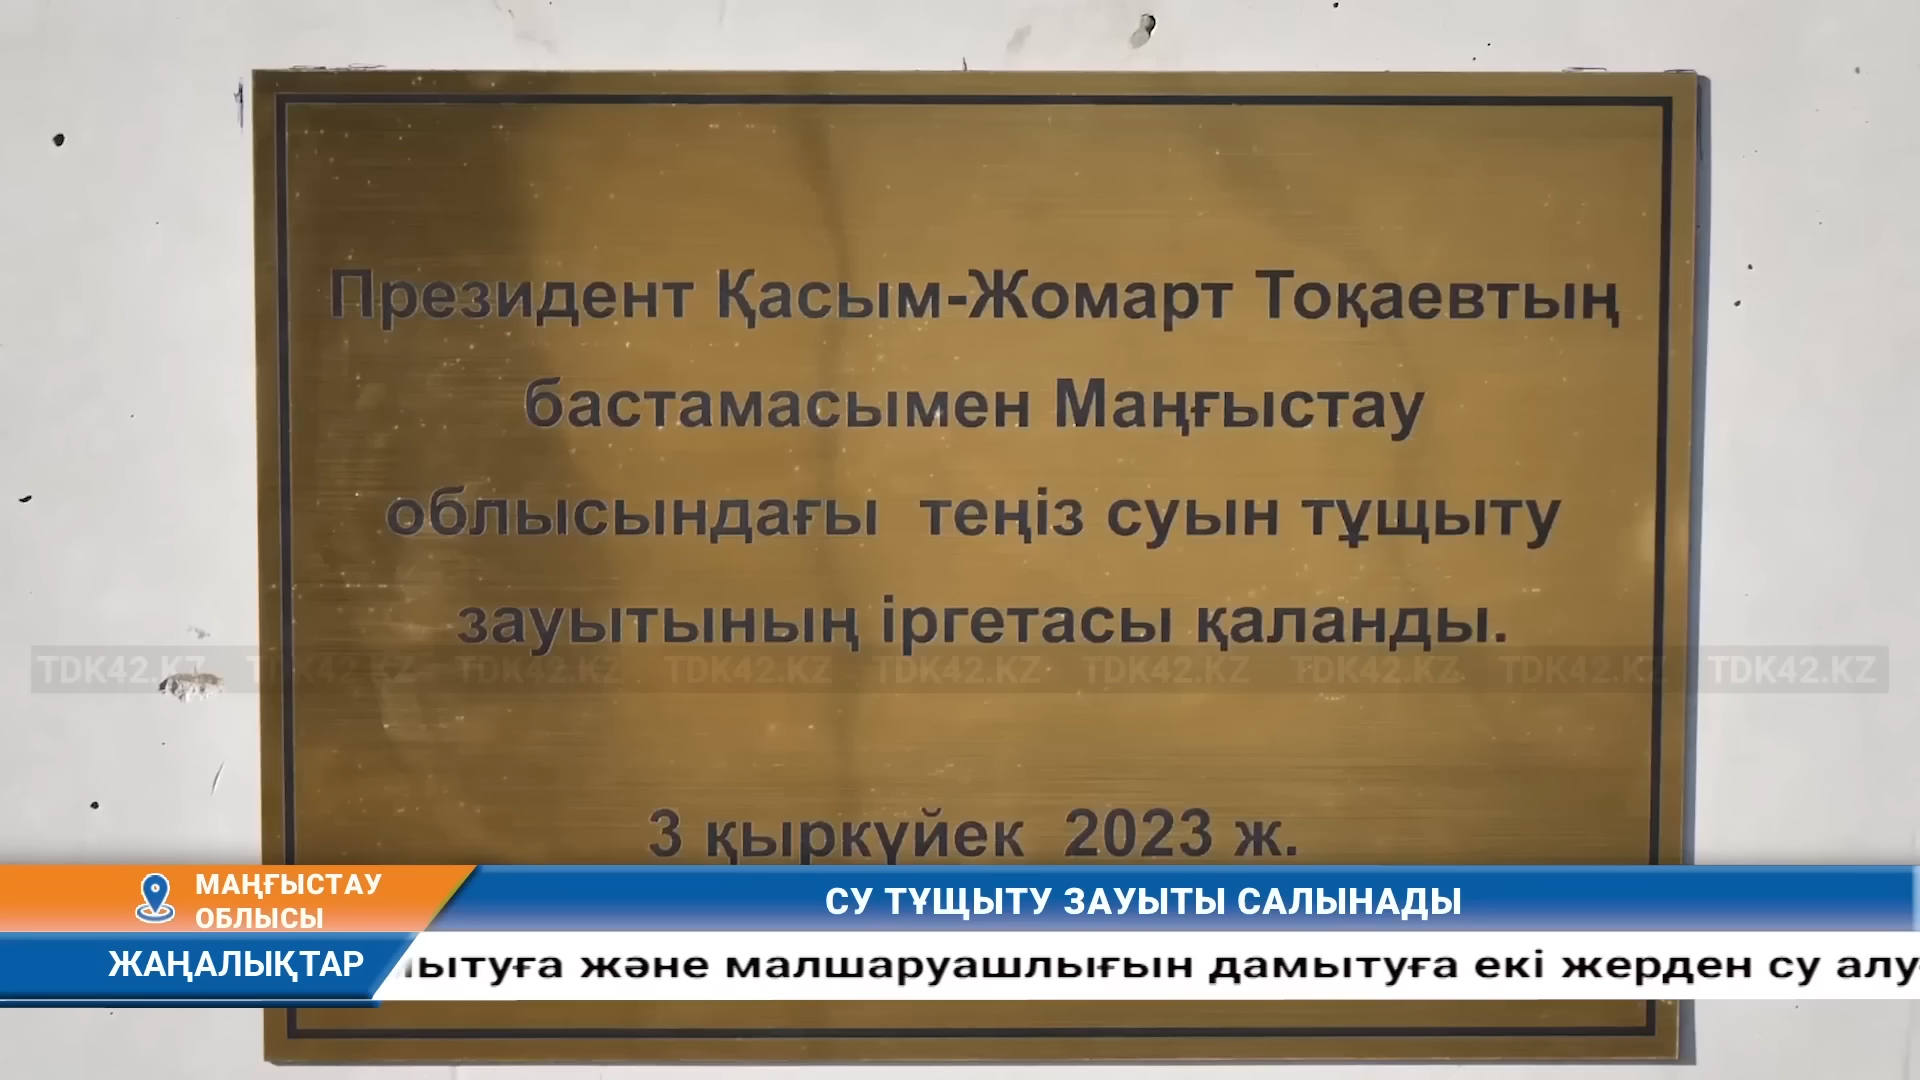 Президент Қасым-Жомарт Тоқаевтың
бастамасымен Маңғыстау
облысындағы теңіз суын тұщыту
зауытының іргетасы қаланды.
TDK42.KZ TDK42.KZ TDK42.KZ TDK42.KZ TDK42.KZ TDK42.KZ TDK42.KZ TDK42.KZ TDK42.KZ
3 қыркүйек 2023 ж.
МАҢҒЫСТАУ
ОБЛЫСЫ
СУ ТҰЩЫТУ ЗАУЫТЫ САЛЫНАДЫ
ЖАҢАЛЫҚТАР
және малшаруашлығын дамытуға екі жерден су